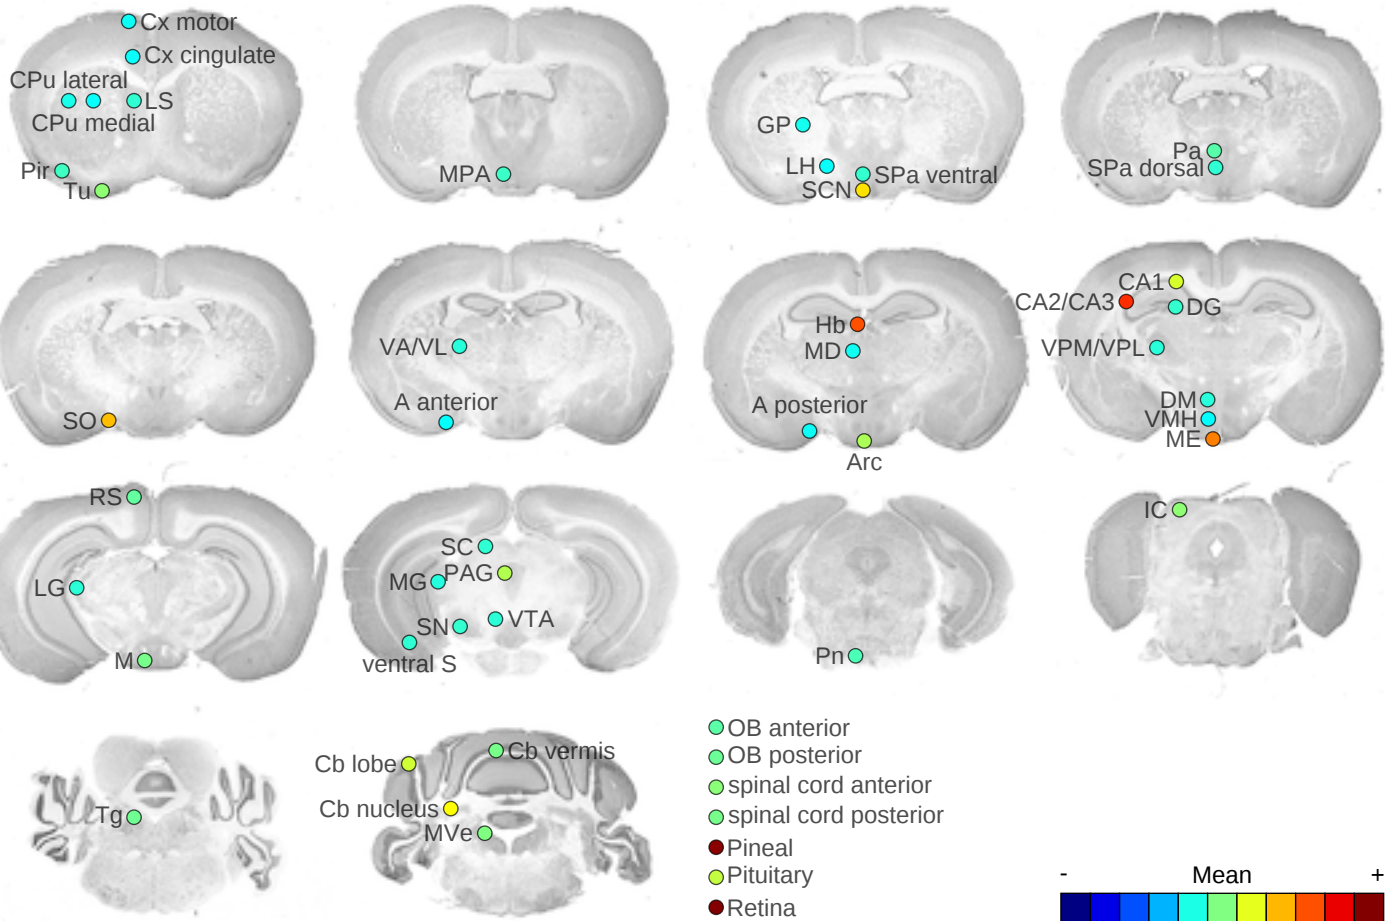 Cx motor
Cx cingulate
CPu lateral
LS
CPu medial
Pir
Tu
MPA
GP
LH
SPa ventral
SCN
Pa
SPa dorsal
SO
VA/VL
A anterior
Hb
MD
A posterior
Arc
CA1
CA2/CA3
DG
VPM/VPL
DM
VMH
ME
RS
LG
M
SC
MG
PAG
SN
VTA
ventral S
Pn
IC
Tg
Cb vermis
Cb lobe
Cb nucleus
MVe
OB anterior
OB posterior
spinal cord anterior
spinal cord posterior
Pineal
Pituitary
Retina
- Mean +